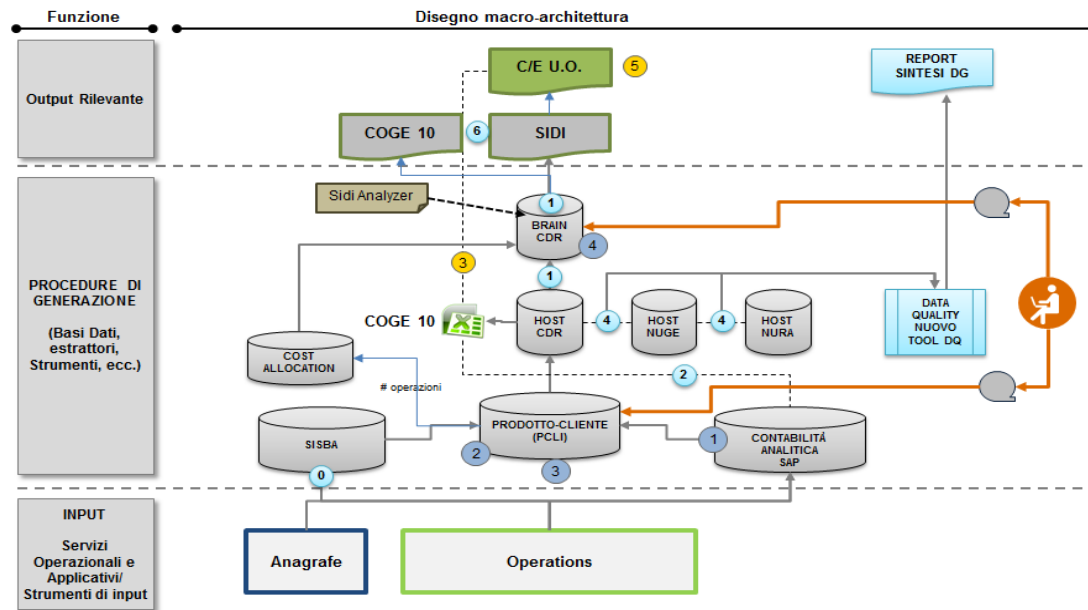 Funzione
Disegno macro-architettura
Output Rilevante
C/E U.O.
5
REPORT
SINTESI DG
COGE 10
6
SIDI
PROCEDURE DI
GENERAZIONE
(Basi Dati,
estrattori,
Strumenti, ecc.)
Sidi Analyzer
1
BRAIN
CDR
4
3
1
COGE 10
HOST
CDR
4
HOST
NUGE
4
HOST
NURA
DATA
QUALITY
NUOVO
TOOL DQ
COST
ALLOCATION
# operazioni
2
SISBA
0
PRODOTTO-CLIENTE
(PCLI)
2
3
1
CONTABILITÀ
ANALITICA
SAP
INPUT
Servizi
Operazionali e
Applicativi/
Strumenti di input
Anagrafe
Operations